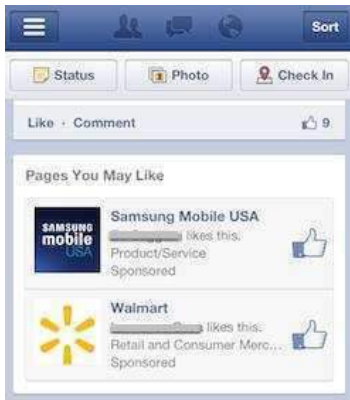 Sort
Status
Photo
Check In
Like · Comment
9
Pages You May Like
SAMSUNG
mobile
USA
Samsung Mobile USA
likes this.
Product/Service
Sponsored
Walmart
likes this.
Retail and Consumer Merc...
Sponsored